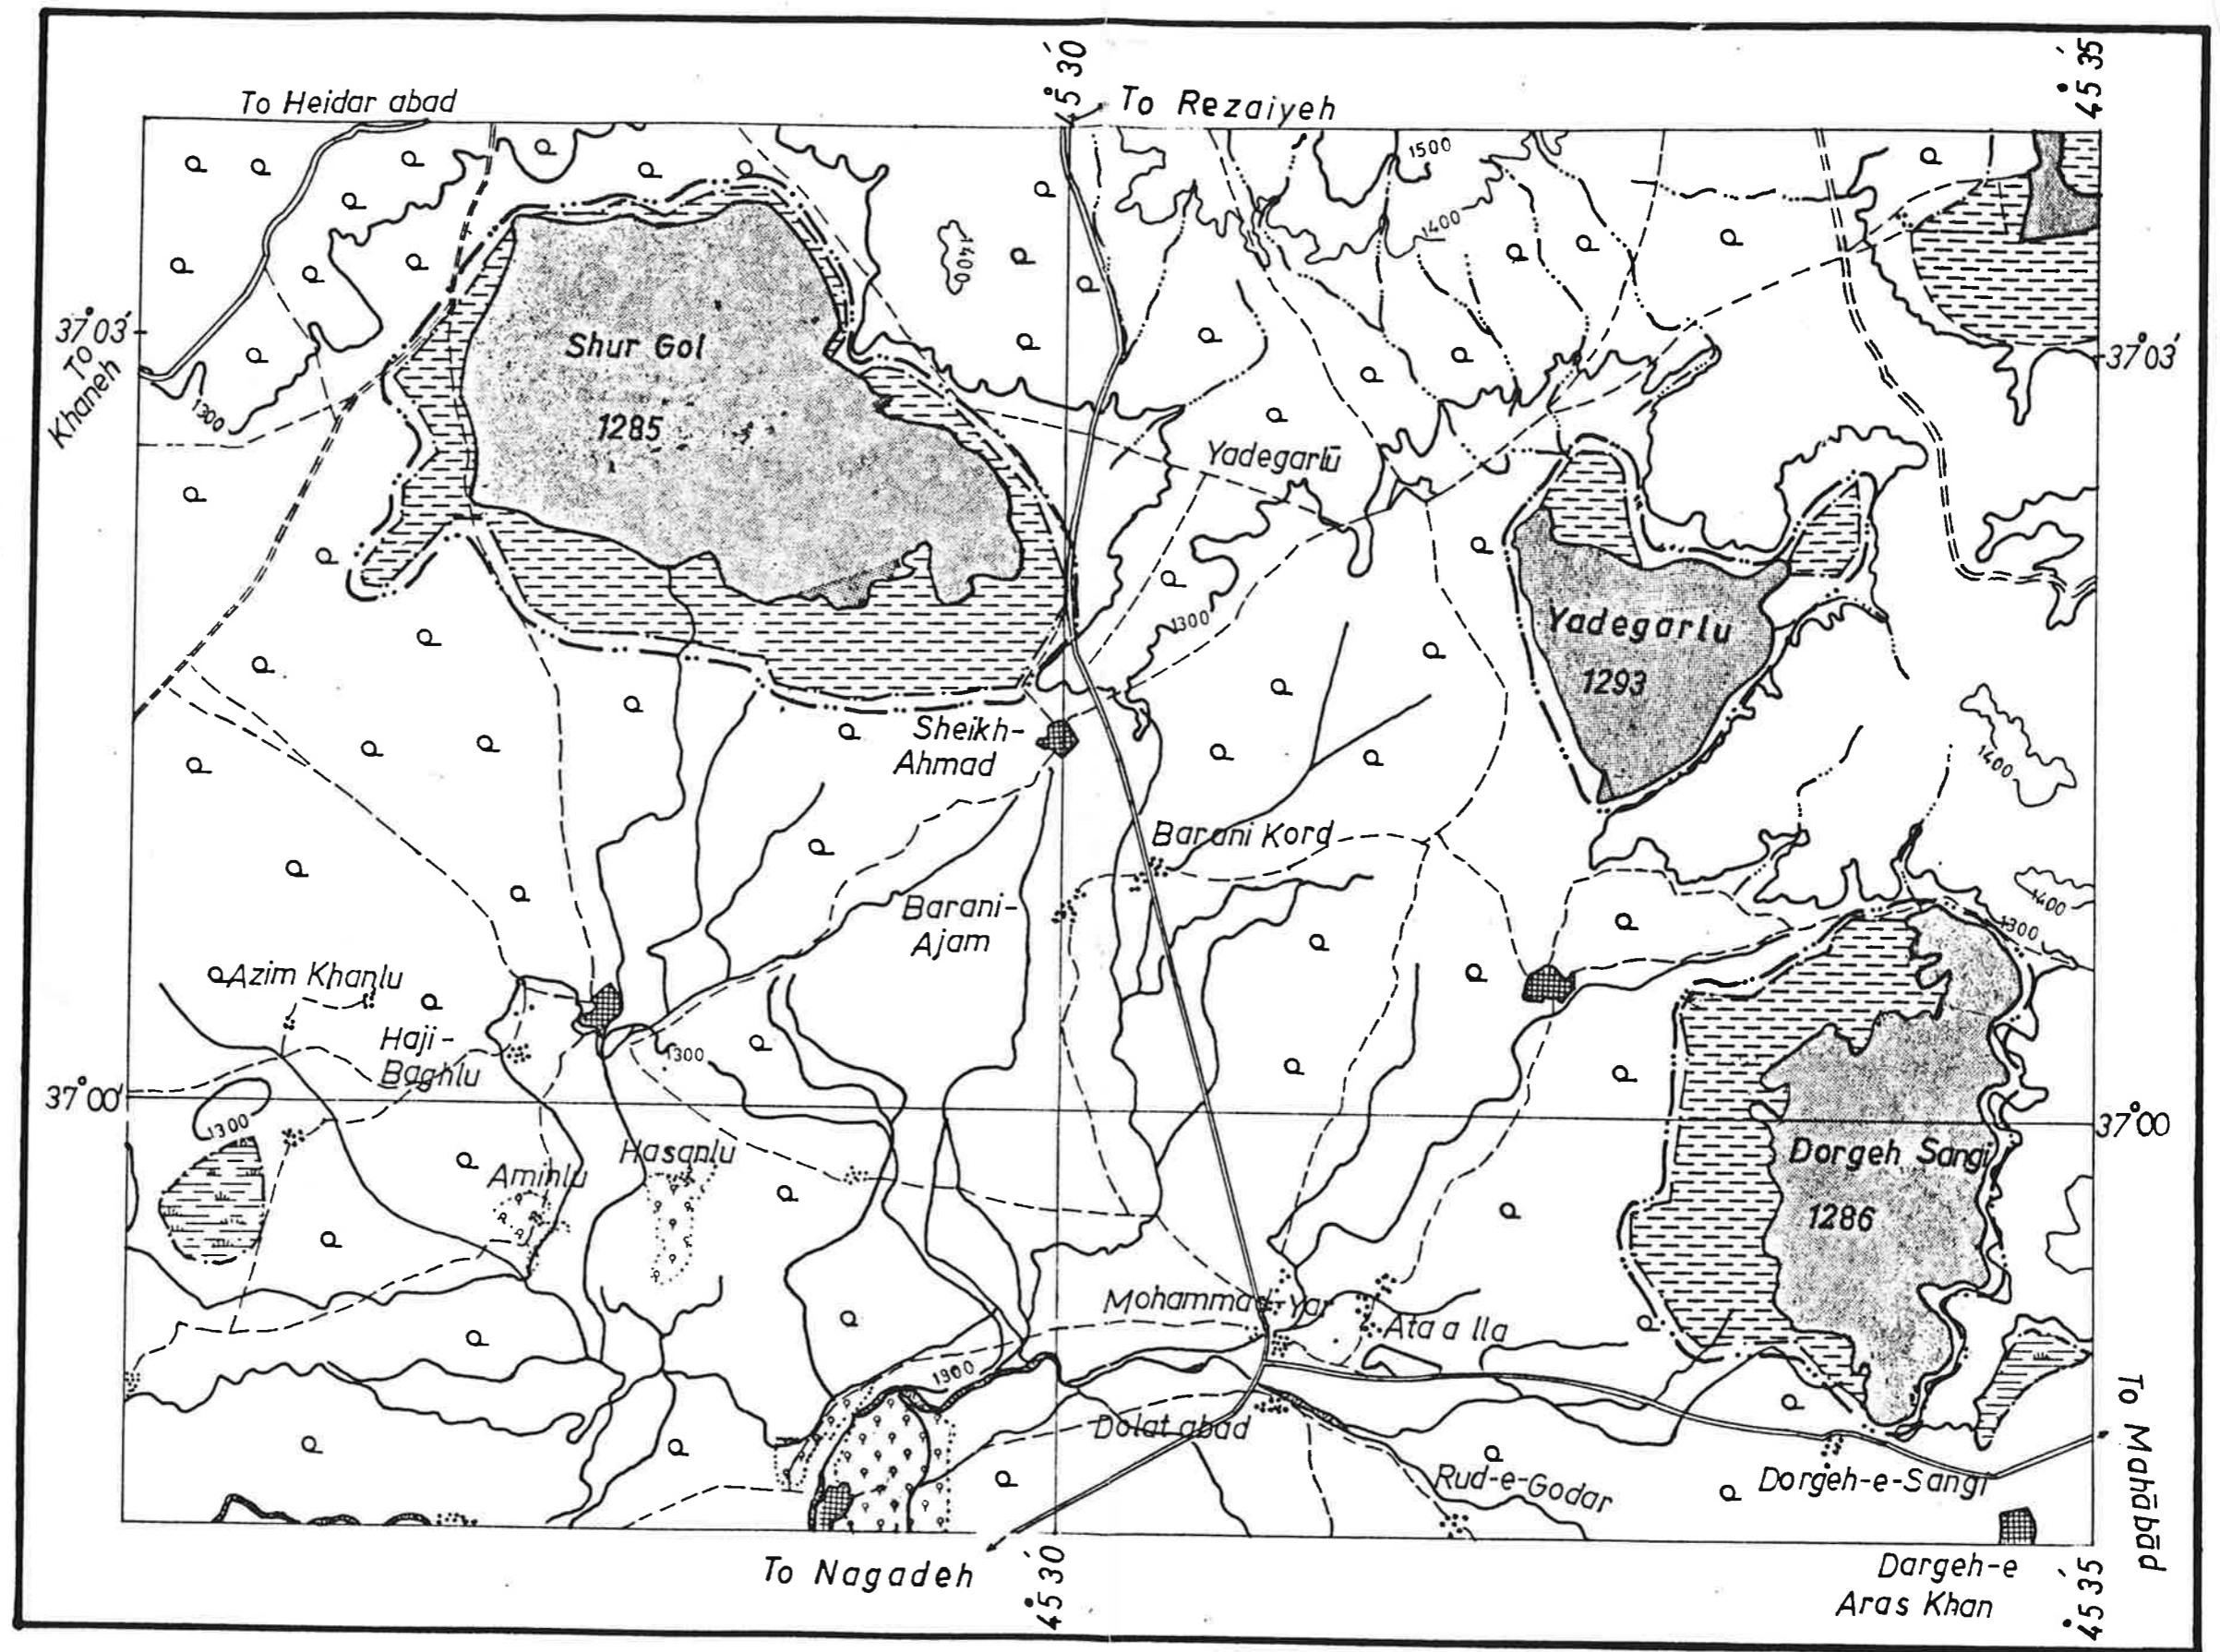 45° 30′
45° 35′
To Heidar abad
To Rezaiyeh
1500
1400
1400
37° 03′
37° 03′
To
Khaneh
1300
Shur Gol
1285
Yadegarlū
1300
Yadegarlu
1293
Sheikh-
Ahmad
1400
Barani Kord
1400
1300
Barani-
Ajam
Azim Khanlu
Haji-
Baghlu
1300
37° 00′
37° 00
1300
Hasanlu
Aminlu
Dorgeh Sangi
1286
Mohammad-yar
Ata a lla
1300
Dolat abad
Rud-e-Godar
Dorgeh-e-Sangi
To Mahābād
To Nagadeh
45° 30′
Dargeh-e
Aras Khan
45° 35′